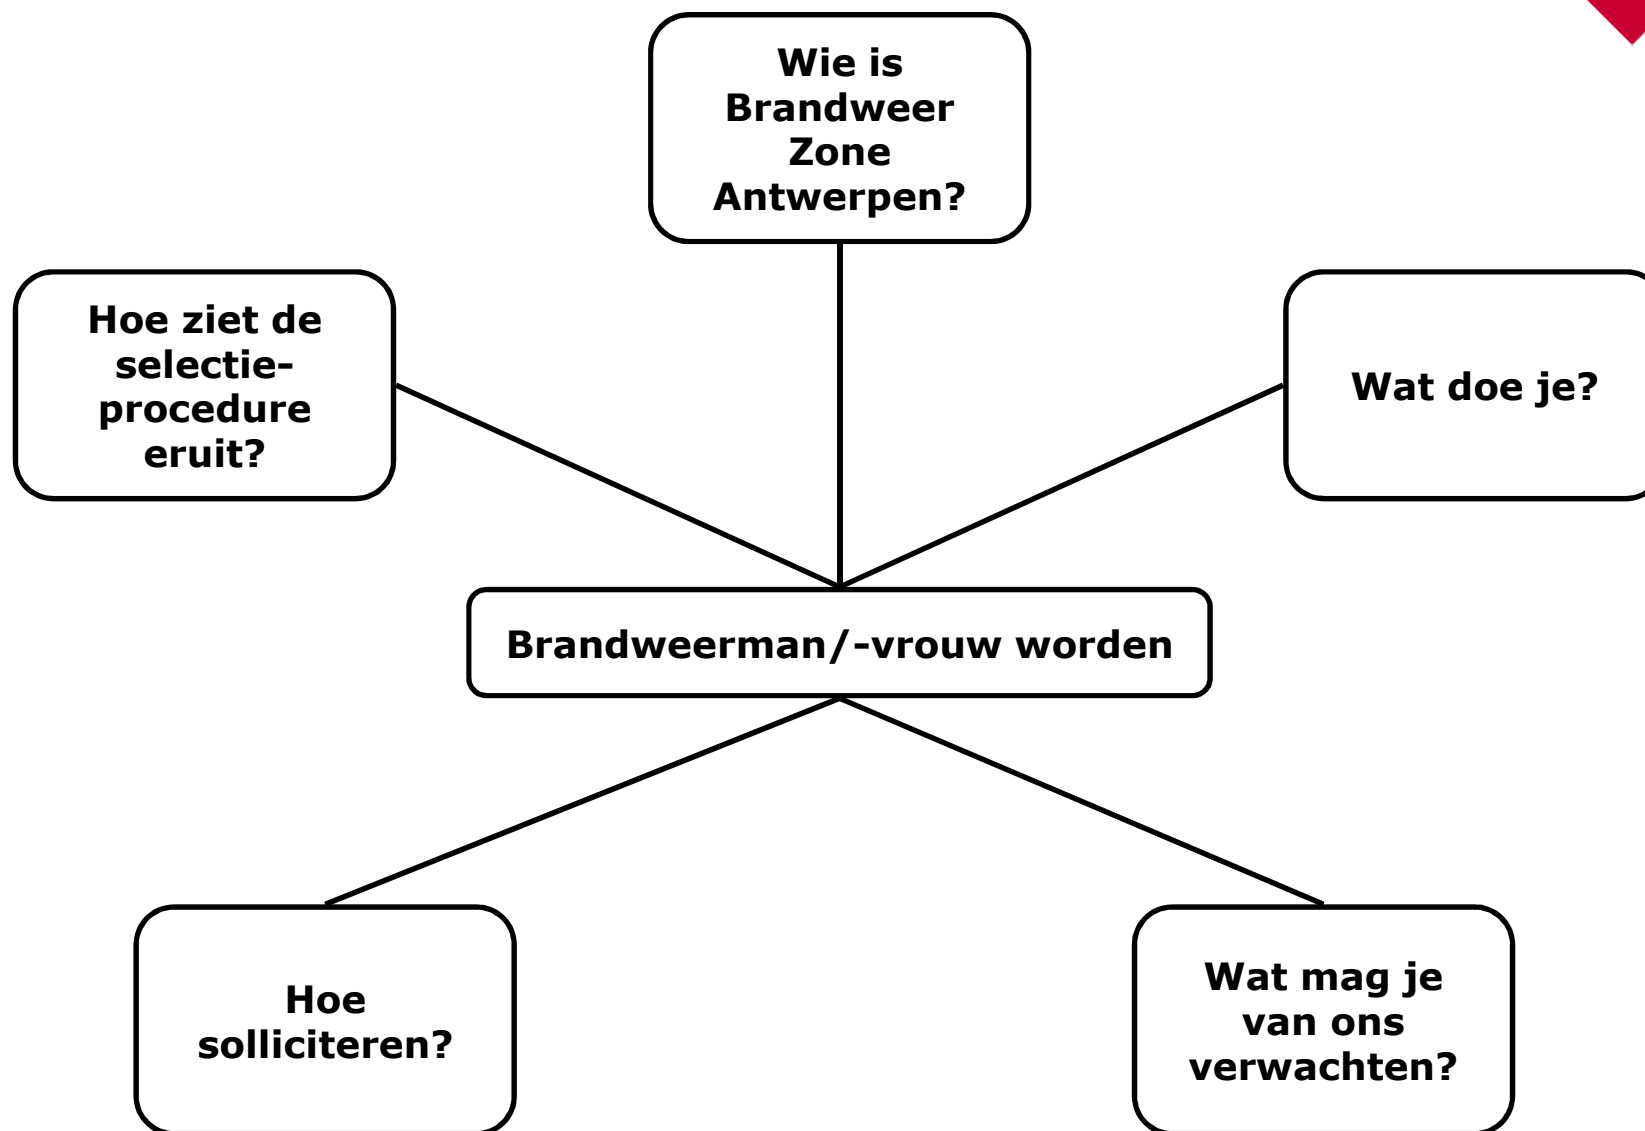 Wie is
Brandweer
Zone
Antwerpen?
Hoe ziet de
selectie-
procedure
eruit?
Wat doe je?
Brandweerman/-vrouw worden
Hoe
solliciteren?
Wat mag je
van ons
verwachten?